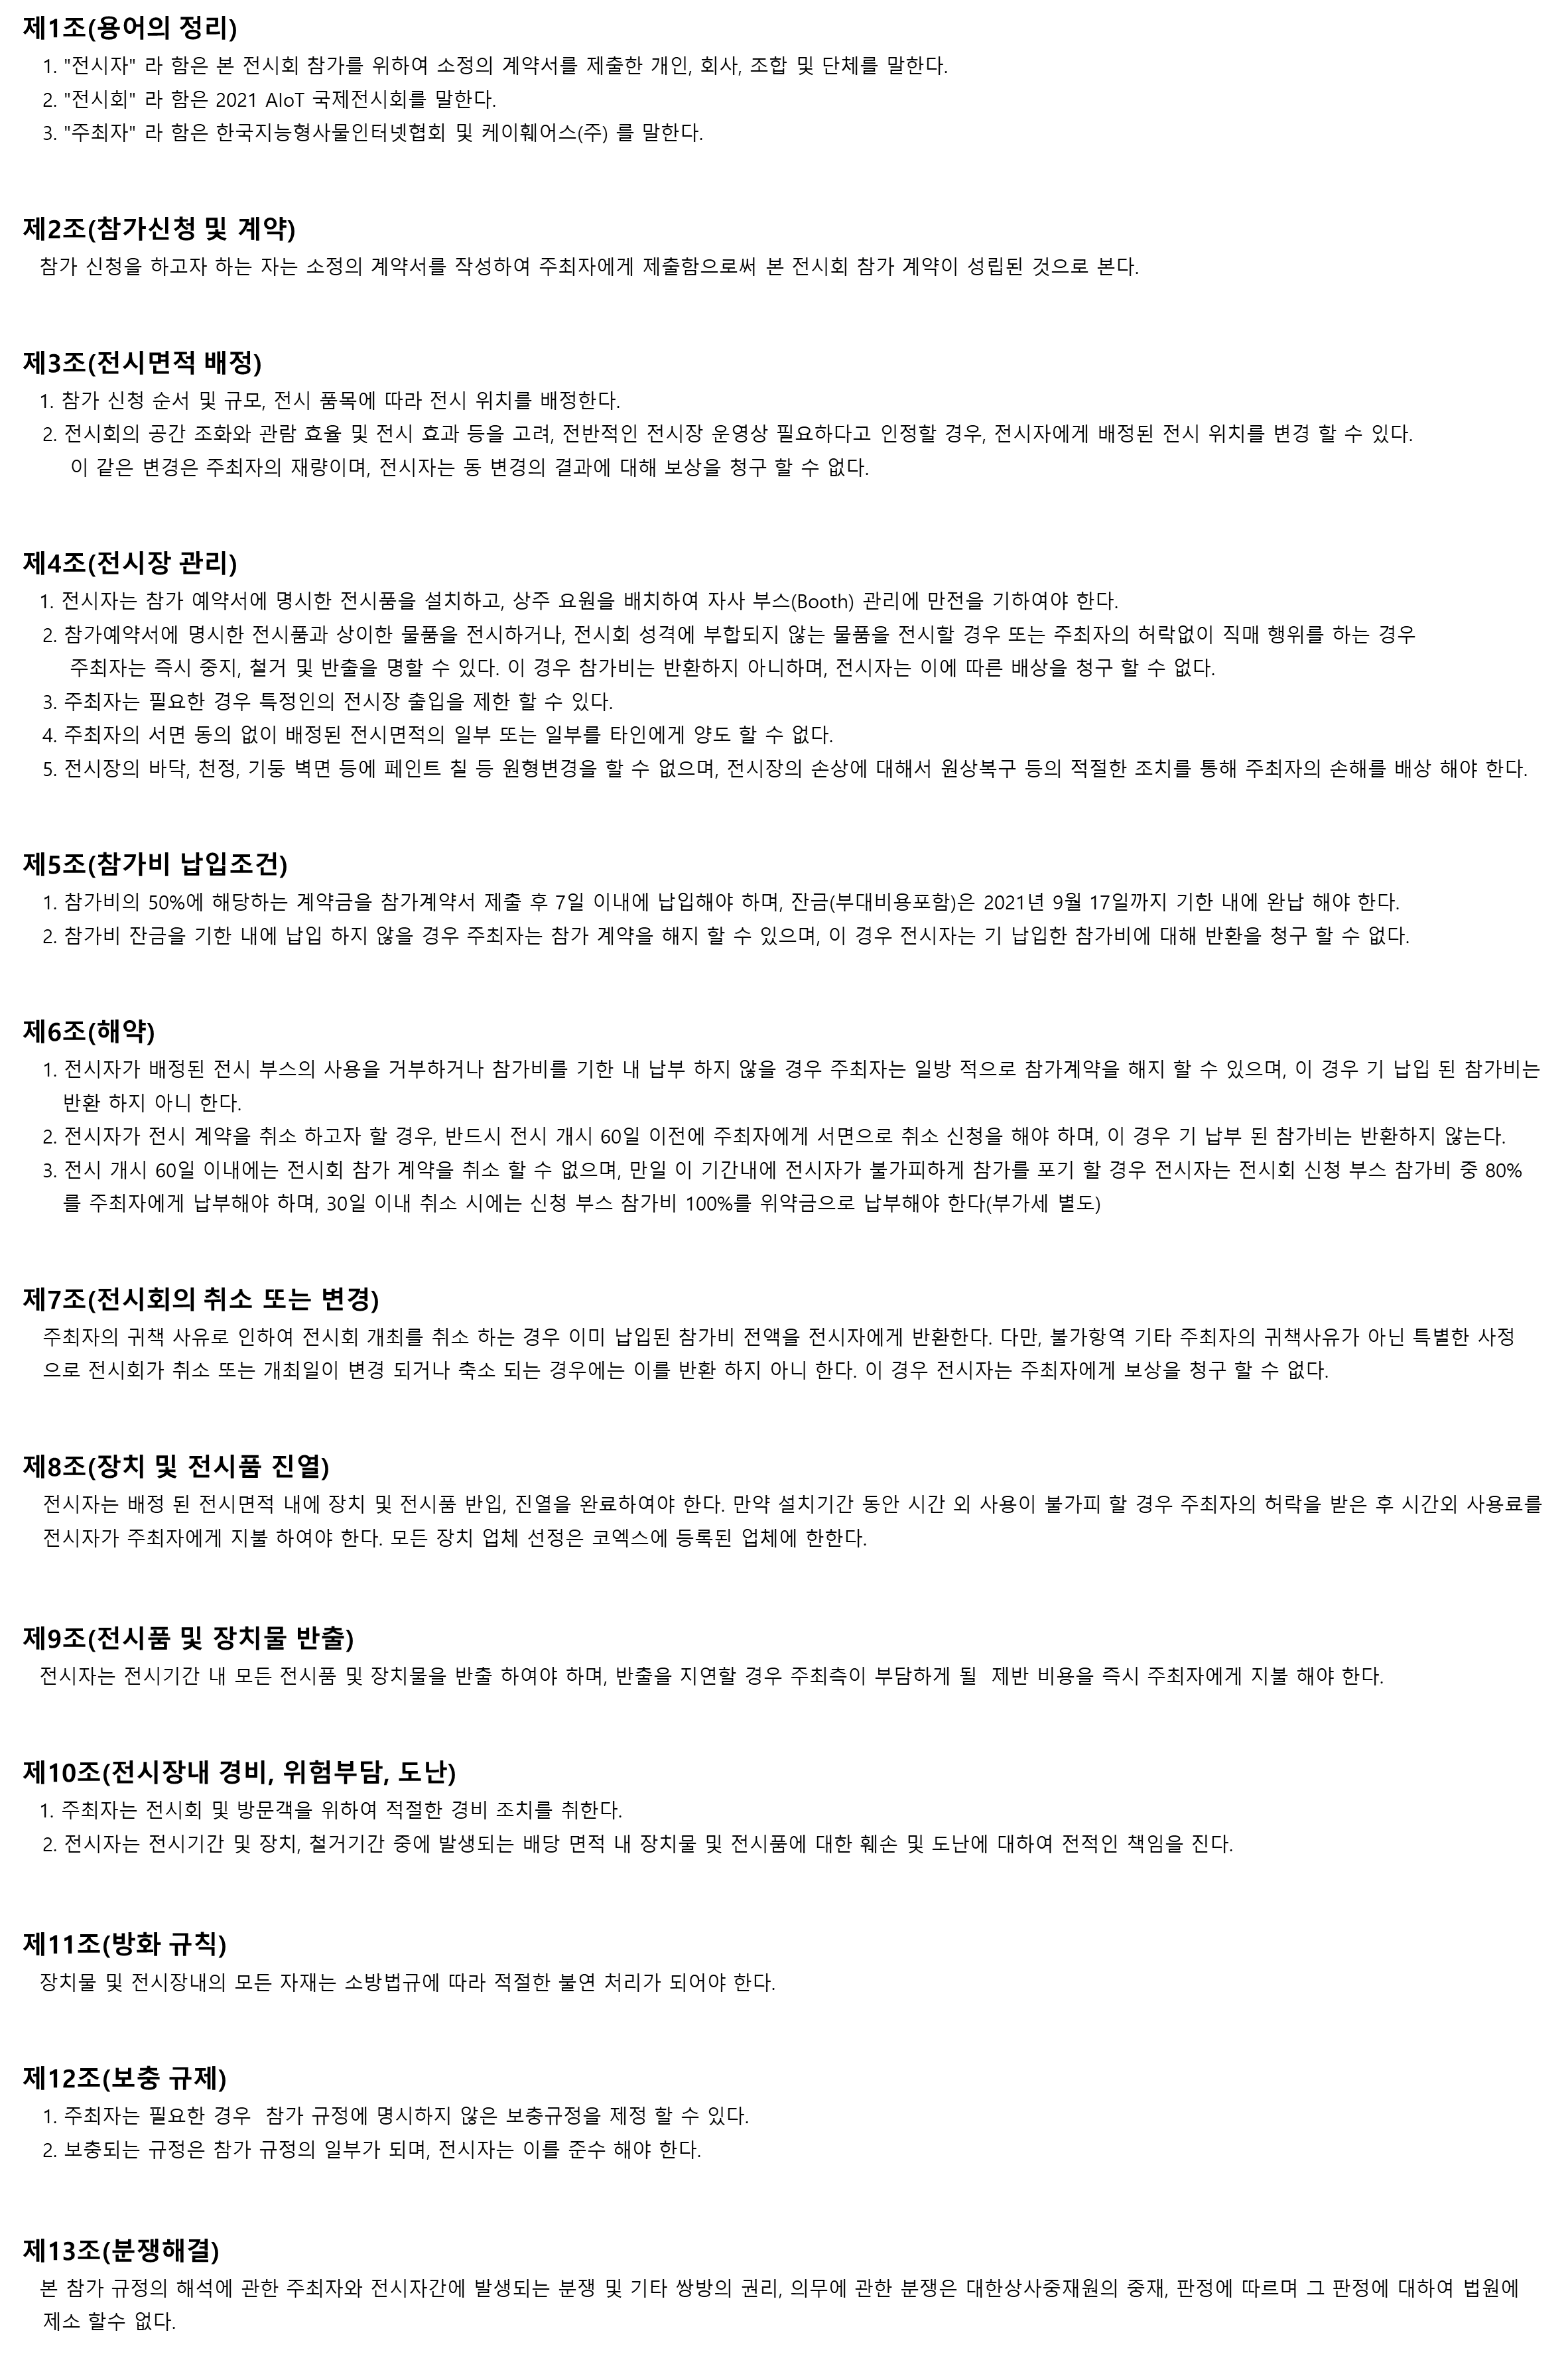 제1조(용어의 정리)
1. "전시자" 라 함은 본 전시회 참가를 위하여 소정의 계약서를 제출한 개인, 회사, 조합 및 단체를 말한다.
2. "전시회" 라 함은 2021 AIoT 국제전시회를 말한다.
3. "주최자" 라 함은 한국지능형사물인터넷협회 및 케이훼어스(주) 를 말한다.
제2조(참가신청 및 계약)
참가 신청을 하고자 하는 자는 소정의 계약서를 작성하여 주최자에게 제출함으로써 본 전시회 참가 계약이 성립된 것으로 본다.
제3조(전시면적 배정)
1. 참가 신청 순서 및 규모, 전시 품목에 따라 전시 위치를 배정한다.
2. 전시회의 공간 조화와 관람 효율 및 전시 효과 등을 고려, 전반적인 전시장 운영상 필요하다고 인정할 경우, 전시자에게 배정된 전시 위치를 변경 할 수 있다.
이 같은 변경은 주최자의 재량이며, 전시자는 동 변경의 결과에 대해 보상을 청구 할 수 없다.
제4조(전시장 관리)
1. 전시자는 참가 예약서에 명시한 전시품을 설치하고, 상주 요원을 배치하여 자사 부스(Booth) 관리에 만전을 기하여야 한다.
2. 참가예약서에 명시한 전시품과 상이한 물품을 전시하거나, 전시회 성격에 부합되지 않는 물품을 전시할 경우 또는 주최자의 허락없이 직매 행위를 하는 경우
주최자는 즉시 중지, 철거 및 반출을 명할 수 있다. 이 경우 참가비는 반환하지 아니하며, 전시자는 이에 따른 배상을 청구 할 수 없다.
3. 주최자는 필요한 경우 특정인의 전시장 출입을 제한 할 수 있다.
4. 주최자의 서면 동의 없이 배정된 전시면적의 일부 또는 일부를 타인에게 양도 할 수 없다.
5. 전시장의 바닥, 천정, 기둥 벽면 등에 페인트 칠 등 원형변경을 할 수 없으며, 전시장의 손상에 대해서 원상복구 등의 적절한 조치를 통해 주최자의 손해를 배상 해야 한다.
제5조(참가비 납입조건)
1. 참가비의 50%에 해당하는 계약금을 참가계약서 제출 후 7일 이내에 납입해야 하며, 잔금(부대비용포함)은 2021년 9월 17일까지 기한 내에 완납 해야 한다.
2. 참가비 잔금을 기한 내에 납입 하지 않을 경우 주최자는 참가 계약을 해지 할 수 있으며, 이 경우 전시자는 기 납입한 참가비에 대해 반환을 청구 할 수 없다.
제6조(해약)
1. 전시자가 배정된 전시 부스의 사용을 거부하거나 참가비를 기한 내 납부 하지 않을 경우 주최자는 일방 적으로 참가계약을 해지 할 수 있으며, 이 경우 기 납입 된 참가비는
반환 하지 아니 한다.
2. 전시자가 전시 계약을 취소 하고자 할 경우, 반드시 전시 개시 60일 이전에 주최자에게 서면으로 취소 신청을 해야 하며, 이 경우 기 납부 된 참가비는 반환하지 않는다.
3. 전시 개시 60일 이내에는 전시회 참가 계약을 취소 할 수 없으며, 만일 이 기간내에 전시자가 불가피하게 참가를 포기 할 경우 전시자는 전시회 신청 부스 참가비 중 80%
를 주최자에게 납부해야 하며, 30일 이내 취소 시에는 신청 부스 참가비 100%를 위약금으로 납부해야 한다(부가세 별도)
제7조(전시회의 취소 또는 변경)
주최자의 귀책 사유로 인하여 전시회 개최를 취소 하는 경우 이미 납입된 참가비 전액을 전시자에게 반환한다. 다만, 불가항역 기타 주최자의 귀책사유가 아닌 특별한 사정
으로 전시회가 취소 또는 개최일이 변경 되거나 축소 되는 경우에는 이를 반환 하지 아니 한다. 이 경우 전시자는 주최자에게 보상을 청구 할 수 없다.
제8조(장치 및 전시품 진열)
전시자는 배정 된 전시면적 내에 장치 및 전시품 반입, 진열을 완료하여야 한다. 만약 설치기간 동안 시간 외 사용이 불가피 할 경우 주최자의 허락을 받은 후 시간외 사용료를
전시자가 주최자에게 지불 하여야 한다. 모든 장치 업체 선정은 코엑스에 등록된 업체에 한한다.
제9조(전시품 및 장치물 반출)
전시자는 전시기간 내 모든 전시품 및 장치물을 반출 하여야 하며, 반출을 지연할 경우 주최측이 부담하게 될 제반 비용을 즉시 주최자에게 지불 해야 한다.
제10조(전시장내 경비, 위험부담, 도난)
1. 주최자는 전시회 및 방문객을 위하여 적절한 경비 조치를 취한다.
2. 전시자는 전시기간 및 장치, 철거기간 중에 발생되는 배당 면적 내 장치물 및 전시품에 대한 훼손 및 도난에 대하여 전적인 책임을 진다.
제11조(방화 규칙)
장치물 및 전시장내의 모든 자재는 소방법규에 따라 적절한 불연 처리가 되어야 한다.
제12조(보충 규제)
1. 주최자는 필요한 경우 참가 규정에 명시하지 않은 보충규정을 제정 할 수 있다.
2. 보충되는 규정은 참가 규정의 일부가 되며, 전시자는 이를 준수 해야 한다.
제13조(분쟁해결)
본 참가 규정의 해석에 관한 주최자와 전시자간에 발생되는 분쟁 및 기타 쌍방의 권리, 의무에 관한 분쟁은 대한상사중재원의 중재, 판정에 따르며 그 판정에 대하여 법원에
제소 할수 없다.